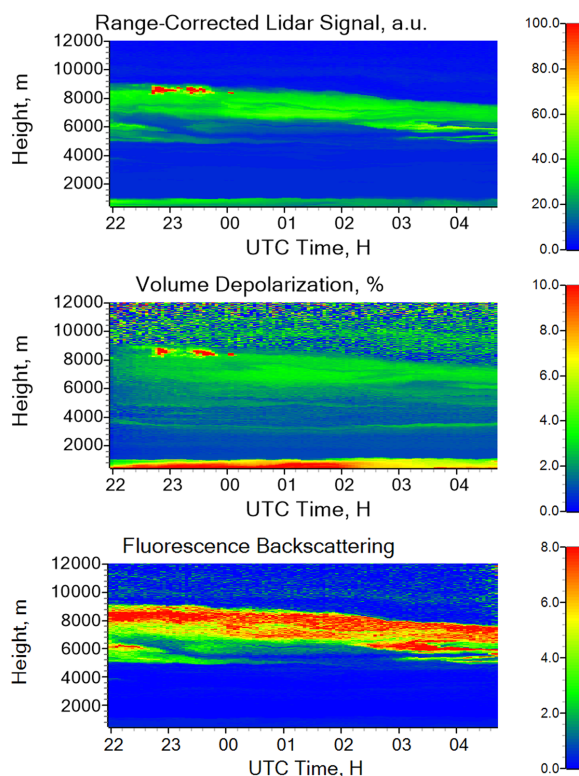 Range-Corrected Lidar Signal, a.u.
12000
10000
8000
6000
4000
2000
Height, m
22 23 00 01 02 03 04
UTC Time, H
100.0
80.0
60.0
40.0
20.0
0.0
Volume Depolarization, %
12000
10000
8000
6000
4000
2000
Height, m
22 23 00 01 02 03 04
UTC Time, H
10.0
8.0
6.0
4.0
2.0
0.0
Fluorescence Backscattering
12000
10000
8000
6000
4000
2000
Height, m
22 23 00 01 02 03 04
UTC Time, H
8.0
6.0
4.0
2.0
0.0